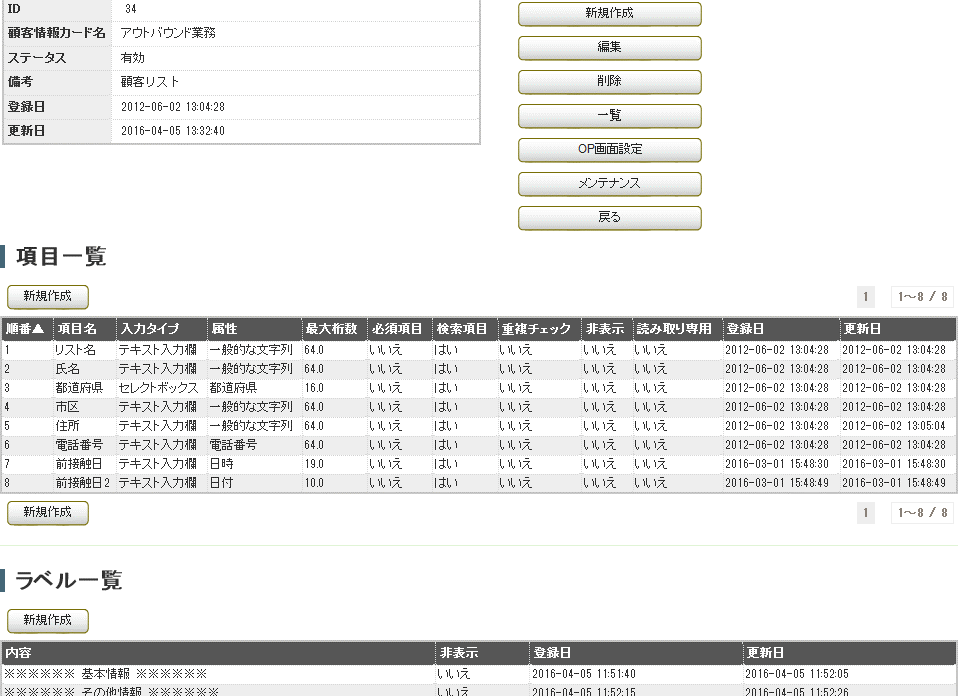 ID 34
顧客情報カード名 アウトバウンド業務
ステータス 有効
備考 顧客リスト
登録日 2012-06-02 13:04:28
更新日 2016-04-05 13:32:40
新規作成
編集
削除
一覧
OP画面設定
メンテナンス
戻る
項目一覧
新規作成 1 1～8 / 8
順番▲ 項目名 入力タイプ 属性 最大桁数 必須項目 検索項目 重複チェック 非表示 読み取り専用 登録日 更新日
1 リスト名 テキスト入力欄 一般的な文字列 64.0 いいえ はい いいえ いいえ いいえ 2012-06-02 13:04:28 2012-06-02 13:04:28
2 氏名 テキスト入力欄 一般的な文字列 64.0 いいえ はい いいえ いいえ いいえ 2012-06-02 13:04:28 2012-06-02 13:04:28
3 都道府県 セレクトボックス 都道府県 16.0 いいえ はい いいえ いいえ いいえ 2012-06-02 13:04:28 2012-06-02 13:04:28
4 市区 テキスト入力欄 一般的な文字列 64.0 いいえ はい いいえ いいえ いいえ 2012-06-02 13:04:28 2012-06-02 13:04:28
5 住所 テキスト入力欄 一般的な文字列 64.0 いいえ はい いいえ いいえ いいえ 2012-06-02 13:04:28 2012-06-02 13:05:04
6 電話番号 テキスト入力欄 電話番号 64.0 いいえ はい いいえ いいえ いいえ 2012-06-02 13:04:28 2012-06-02 13:04:28
7 前接触日 テキスト入力欄 日時 19.0 いいえ はい いいえ いいえ いいえ 2016-03-01 15:48:30 2016-03-01 15:48:30
8 前接触日2 テキスト入力欄 日付 10.0 いいえ はい いいえ いいえ いいえ 2016-03-01 15:48:49 2016-03-01 15:48:49
新規作成 1 1～8 / 8
ラベル一覧
新規作成
内容 非表示 登録日 更新日
※※※※※※ 基本情報 ※※※※※※ いいえ 2016-04-05 11:51:40 2016-04-05 11:52:05
※※※※※※ その他情報 ※※※※※※ いいえ 2016-04-05 11:52:15 2016-04-05 11:52:26